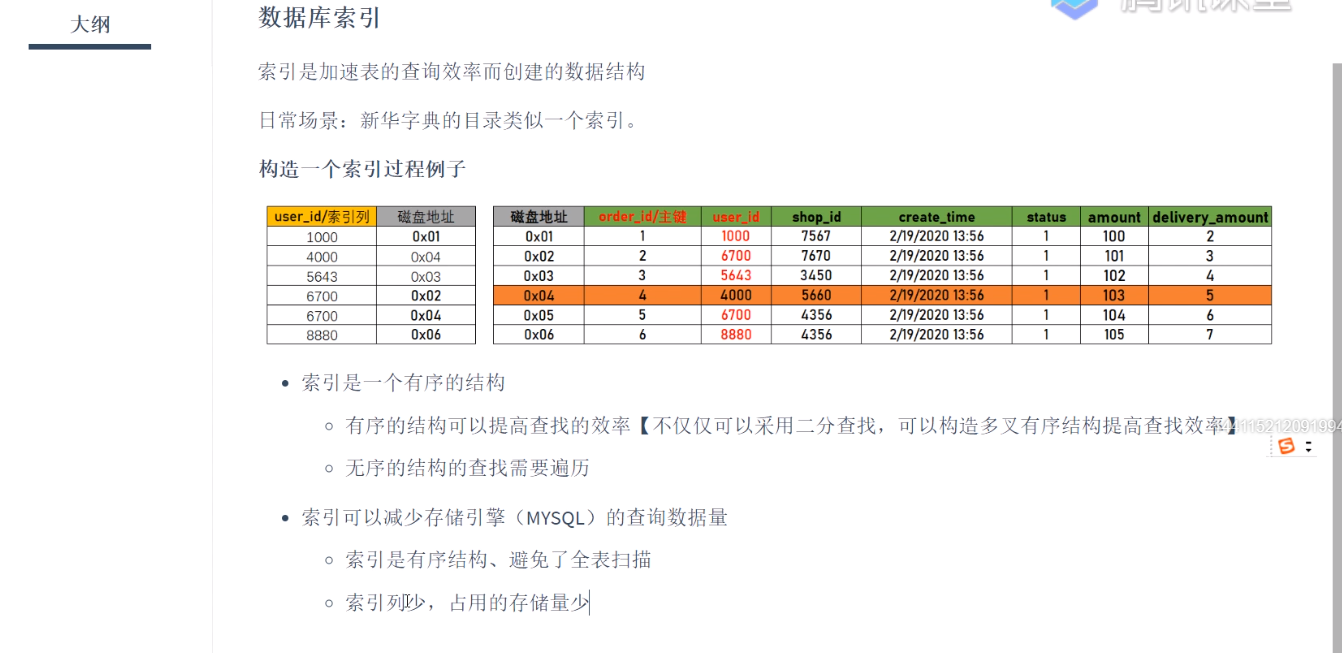 大纲
数据库索引
腾讯课堂
索引是加速表的查询效率而创建的数据结构
日常场景：新华字典的目录类似一个索引。
构造一个索引过程例子
user_id/索引列 磁盘地址
1000 0x01
4000 0x04
5643 0x03
6700 0x02
6700 0x04
8880 0x06
磁盘地址 order_id/主键 user_id shop_id create_time status amount delivery_amount
0x01 1 1000 7567 2/19/2020 13:56 1 100 2
0x02 2 6700 7670 2/19/2020 13:56 1 101 3
0x03 3 5643 3450 2/19/2020 13:56 1 102 4
0x04 4 4000 5660 2/19/2020 13:56 1 103 5
0x05 5 6700 4356 2/19/2020 13:56 1 104 6
0x06 6 8880 4356 2/19/2020 13:56 1 105 7
索引是一个有序的结构
有序的结构可以提高查找的效率【不仅仅可以采用二分查找，可以构造多叉有序结构提高查找效率】
无序的结构的查找需要遍历
索引可以减少存储引擎（MYSQL）的查询数据量
索引是有序结构、避免了全表扫描
索引列少，占用的存储量少